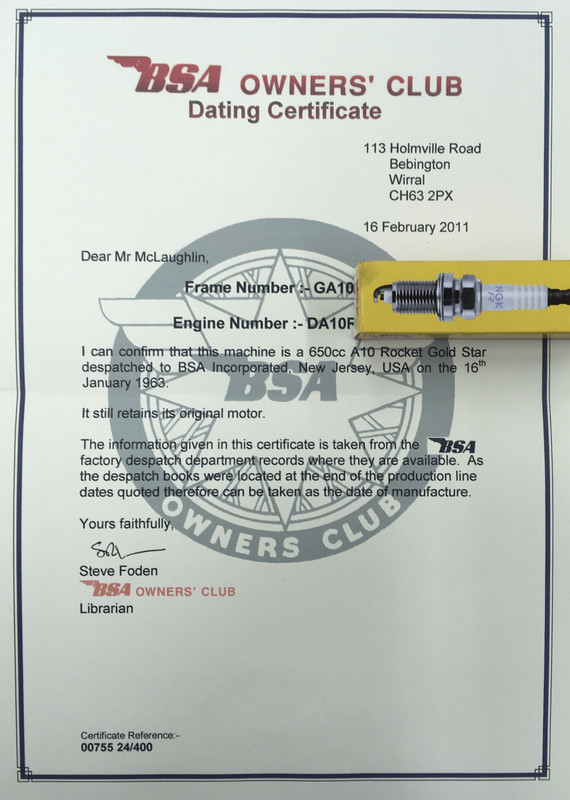 BSA OWNERS' CLUB
Dating Certificate
113 Holmville Road
Bebington
Wirral
CH63 2PX
16 February 2011
Dear Mr McLaughlin,
Frame Number :- GA10
Engine Number :- DA10R
NGK
I can confirm that this machine is a 650cc A10 Rocket Gold Star
despatched to BSA Incorporated, New Jersey, USA on the 16th
January 1963.
BSA
It still retains its original motor.
The information given in this certificate is taken from the BSA
factory despatch department records where they are available. As
the despatch books were located at the end of the production line
dates quoted therefore can be taken as the date of manufacture.
OWNERS CLUB
Yours faithfully,
Steve Foden
BSA OWNERS' CLUB
Librarian
Certificate Reference:-
00755 24/400